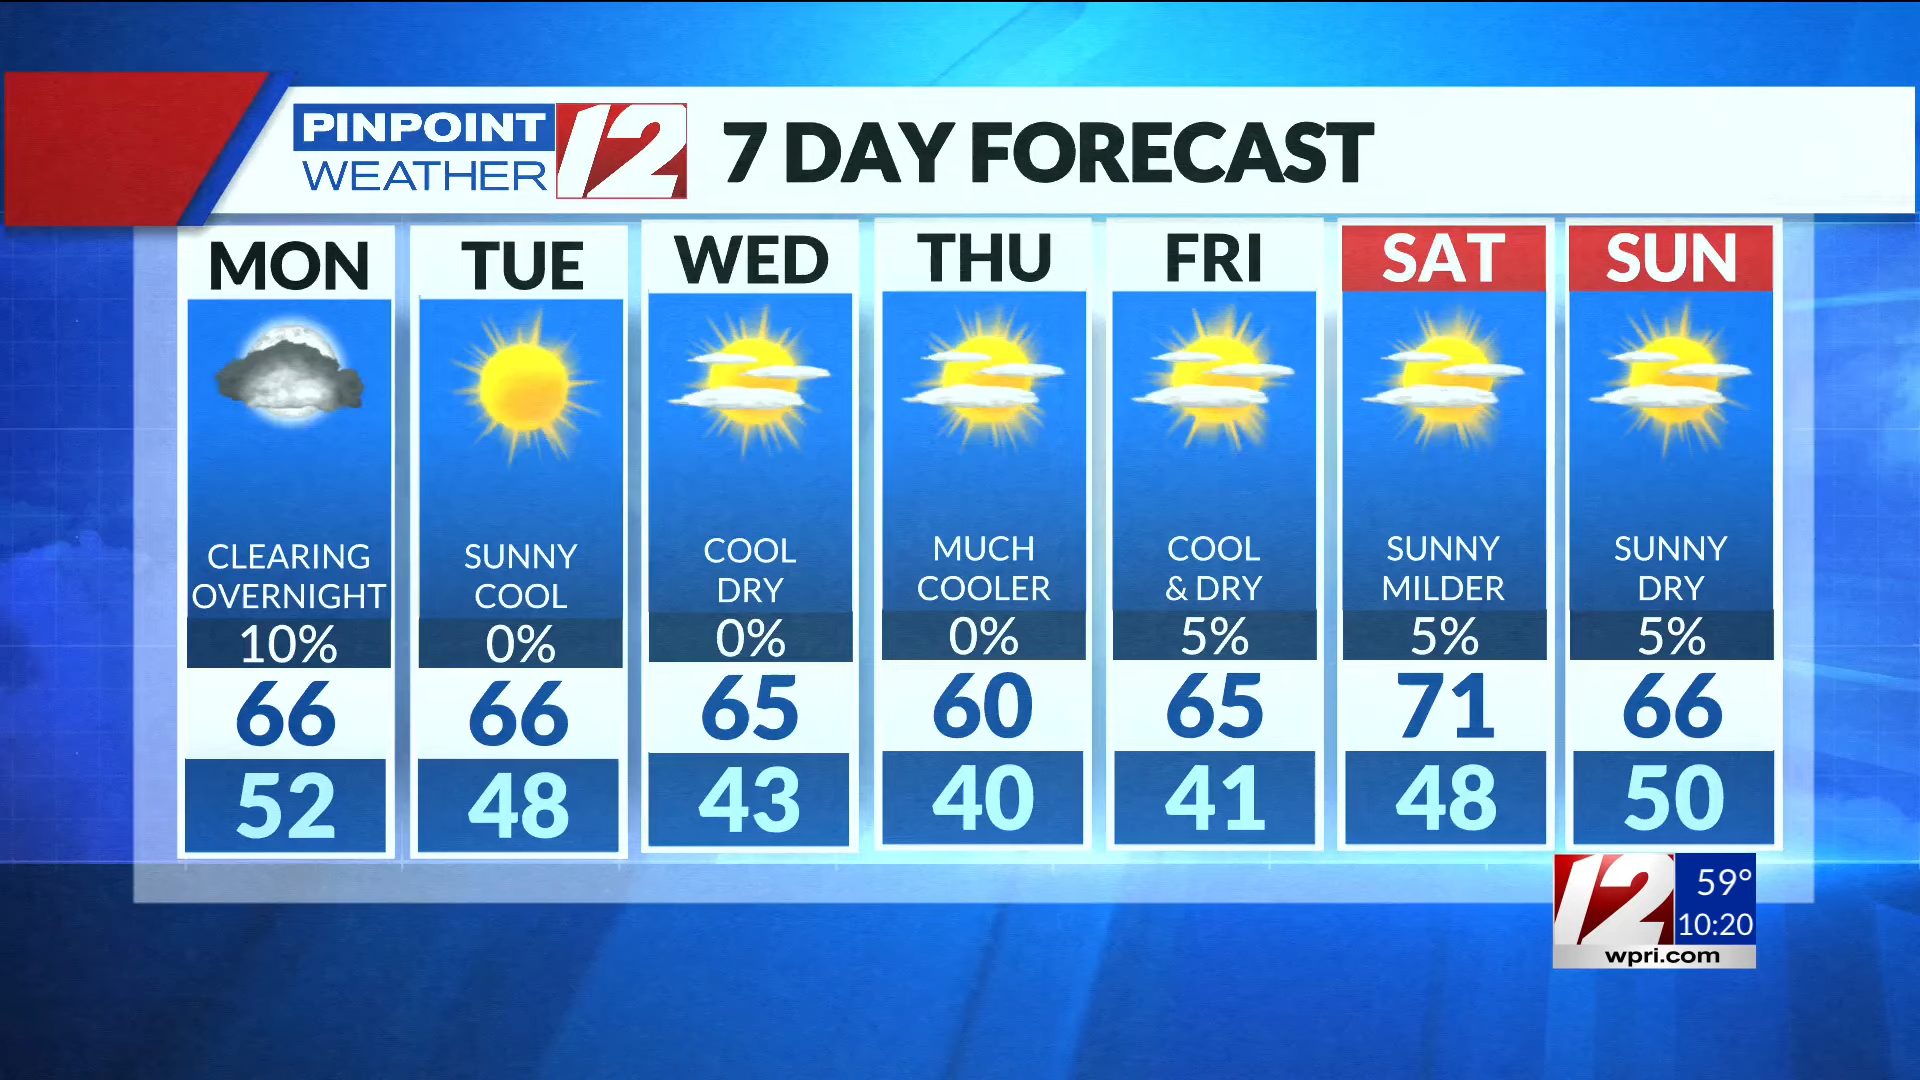 PINPOINT
WEATHER 12
7 DAY FORECAST
MON TUE WED THU FRI SAT SUN
CLEARING
OVERNIGHT
10%
66
52
SUNNY
COOL
0%
66
48
COOL
DRY
0%
65
43
MUCH
COOLER
0%
60
40
COOL
& DRY
5%
65
41
SUNNY
MILDER
5%
71
48
SUNNY
DRY
5%
66
50
12
59°
10:20
wpri.com